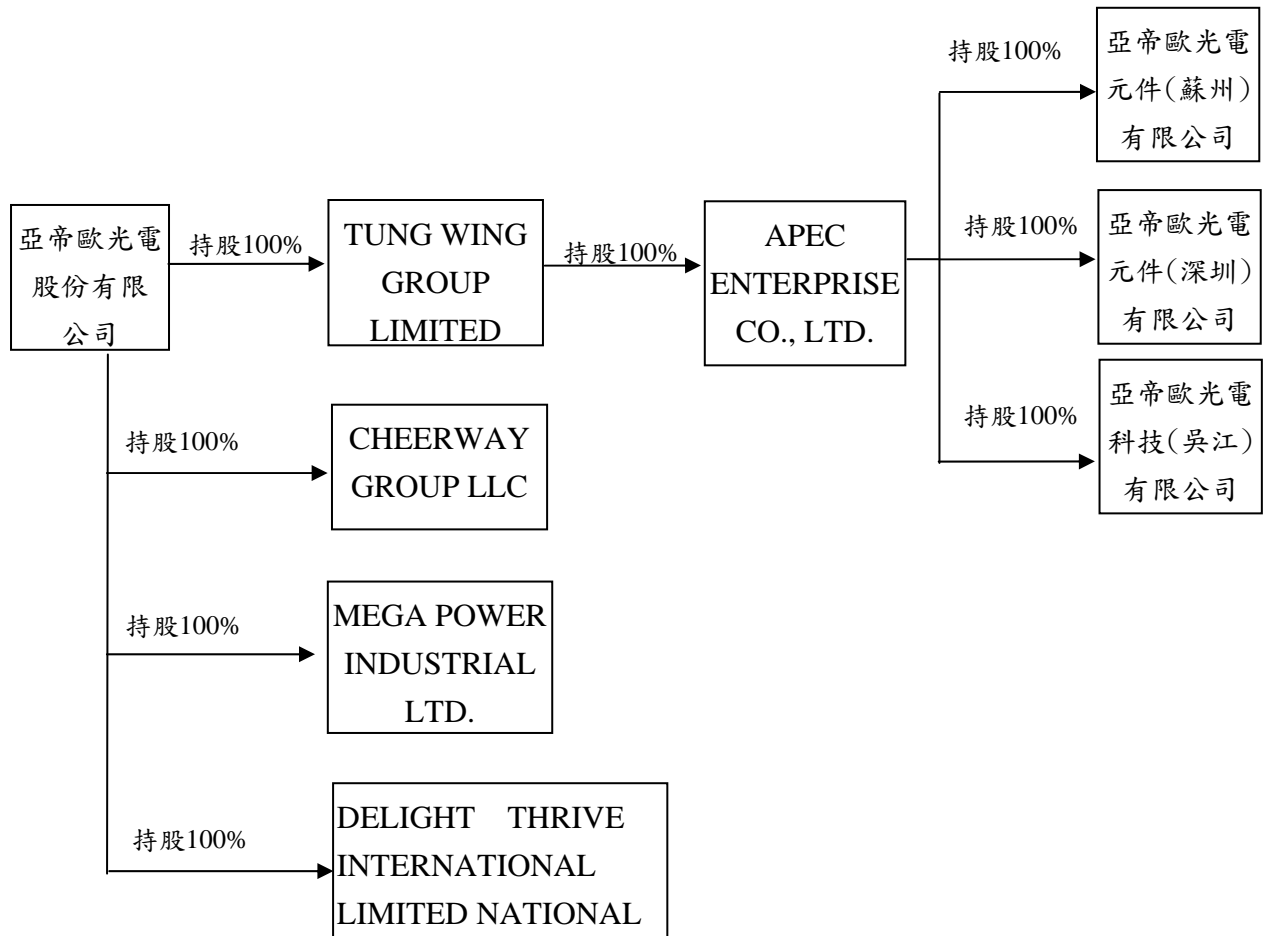 持股100%
亞帝歐光電
元件(蘇州)
有限公司
亞帝歐光電
股份有限
公司
持股100%
TUNG WING
GROUP
LIMITED
持股100%
APEC
ENTERPRISE
CO., LTD.
持股100%
亞帝歐光電
元件(深圳)
有限公司
持股100%
亞帝歐光電
科技(吳江)
有限公司
持股100%
CHEERWAY
GROUP LLC
持股100%
MEGA POWER
INDUSTRIAL
LTD.
持股100%
DELIGHT THRIVE
INTERNATIONAL
LIMITED NATIONAL